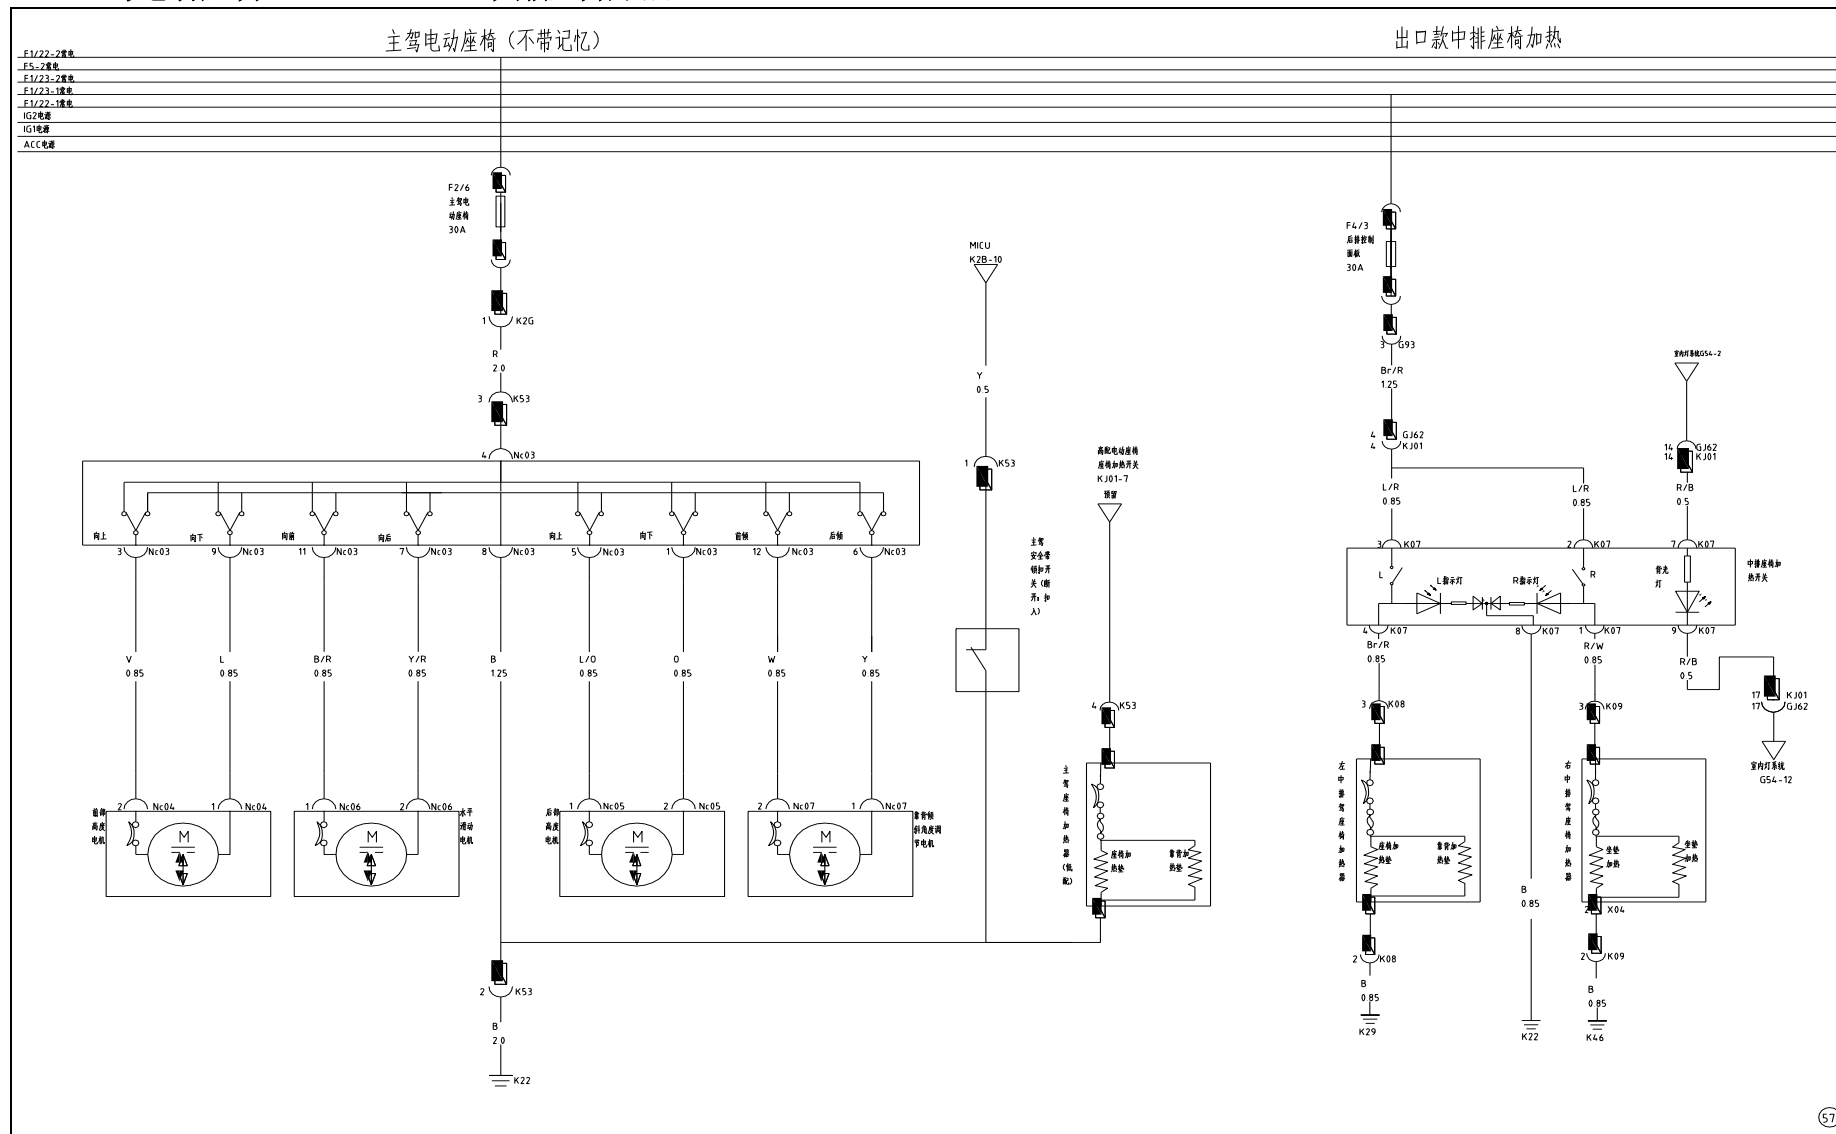 主驾电动座椅（不带记忆）
出口款中排座椅加热
F1/22-2常电
F5-2常电
F1/23-2常电
F1/23-1常电
F1/22-1常电
IG2电源
IG1电源
ACC电源
F2/6
主驾电
动座椅
30A
1 K2G
R
2.0
3 K53
4 Nc03
向上
向下
向前
向后
向上
向下
前倾
后倾
3 Nc03
9 Nc03
11 Nc03
7 Nc03
8 Nc03
5 Nc03
1 Nc03
12 Nc03
6 Nc03
V
0.85
L
0.85
B/R
0.85
Y/R
0.85
B
1.25
L/O
0.85
O
0.85
W
0.85
Y
0.85
2 Nc04
1 Nc04
1 Nc06
2 Nc06
1 Nc05
2 Nc05
2 Nc07
1 Nc07
前部
高度
电机
M
水平
滑动
电机
M
后部
高度
电机
M
靠背倾
斜角度调
节电机
M
2 K53
B
2.0
K22
MICU
K2B-10
Y
0.5
1 K53
主驾
安全带
锁扣开
关（断
开：扣
入）
高配电动座椅
座椅加热开关
KJ01-7
预留
4 K53
主驾座椅加热器(低配)
座椅加
热垫
靠背加
热垫
F4/3
后排控制
面板
30A
3 G93
Br/R
1.25
4 GJ62
4 KJ01
L/R
0.85
L/R
0.85
室内灯系统G54-2
14 GJ62
14 KJ01
R/B
0.5
3 K07
2 K07
7 K07
L
L指示灯
R指示灯
R
背光
灯
中排座椅加
热开关
4 K07
8 K07
1 K07
9 K07
Br/R
0.85
R/W
0.85
R/B
0.5
17 KJ01
17 GJ62
室内灯系统
G54-12
3 K08
3 K09
左中排驾座椅加热器
座椅加
热垫
靠背加
热垫
右中排驾座椅加热器
坐垫
加热
坐垫
加热
B
0.85
2 X04
2 K08
2 K09
B
0.85
B
0.85
K29
K22
K46
57